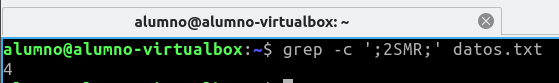 alumno@alumno-virtualbox: ~
alumno@alumno-virtualbox:~$ grep -c ';2SMR;' datos.txt
4